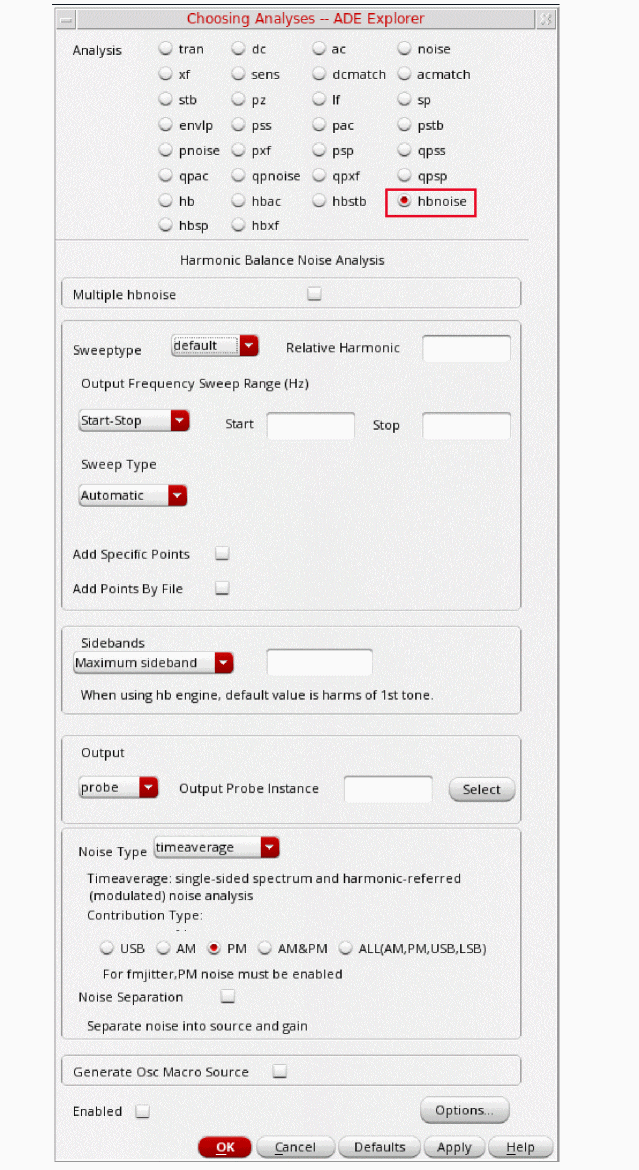 Choosing Analyses -- ADE Explorer
Analysis tran dc ac noise
xf sens dcmatch acmatch
stb pz lf sp
envlp pss pac pstb
pnoise pxf psp qpss
qpac qpnoise qpxf qpsp
hb hbac hbstb hbnoise
hbsp hbxf
Harmonic Balance Noise Analysis
Multiple hbnoise
Sweeptype default Relative Harmonic
Output Frequency Sweep Range (Hz)
Start-Stop Start Stop
Sweep Type
Automatic
Add Specific Points
Add Points By File
Sidebands
Maximum sideband
When using hb engine, default value is harms of 1st tone.
Output
probe Output Probe Instance Select
Noise Type timeaverage
Timeaverage: single-sided spectrum and harmonic-referred
(modulated) noise analysis
Contribution Type:
USB AM PM AM&PM ALL(AM,PM,USB,LSB)
For fmjitter,PM noise must be enabled
Noise Separation
Separate noise into source and gain
Generate Osc Macro Source
Enabled Options...
OK Cancel Defaults Apply Help